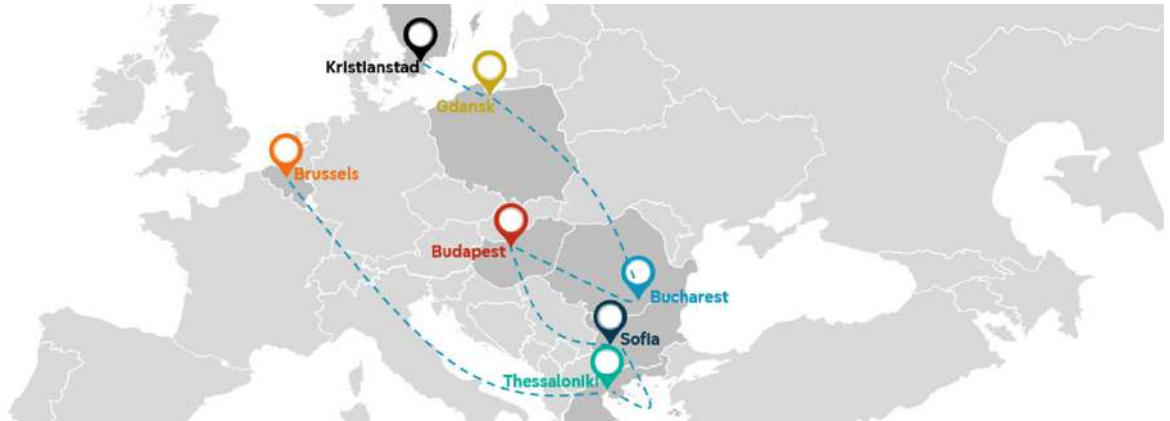 Kristianstad
Gdansk
Brussels
Budapest
Bucharest
Sofia
Thessaloniki